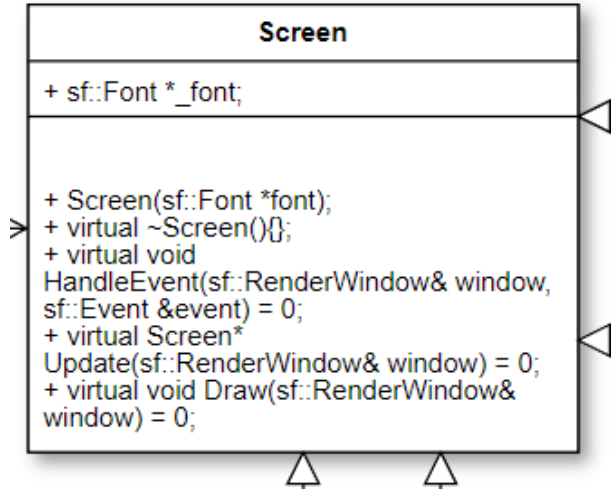 Screen
+ sf::Font *_font;
+ Screen(sf::Font *font);
+ virtual ~Screen(){};
+ virtual void
HandleEvent(sf::RenderWindow& window,
sf::Event &event) = 0;
+ virtual Screen*
Update(sf::RenderWindow& window) = 0;
+ virtual void Draw(sf::RenderWindow&
window) = 0;